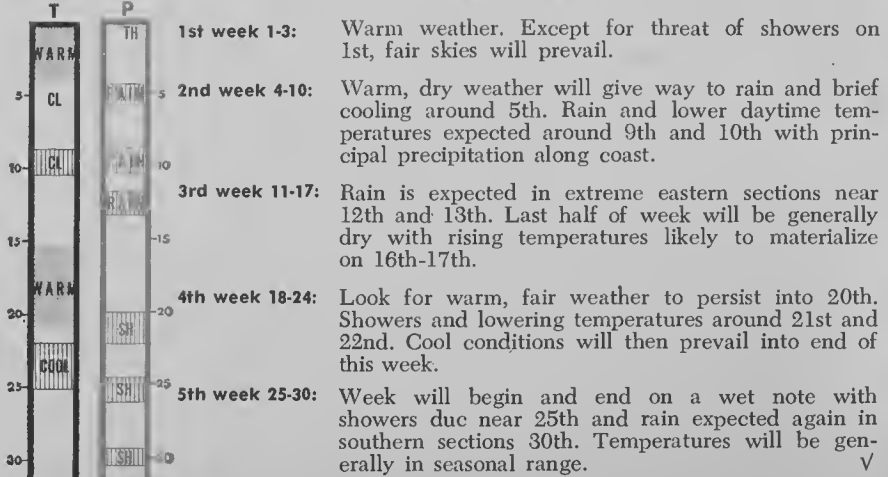 T P
WARM
CL
CL
WARM
COOL
5
10
15
20
25
30
TH
RAIN
RAIN
RAIN
SH
SH
SH
5
10
15
20
25
30
1st week 1-3: Warm weather. Except for threat of showers on
1st, fair skies will prevail.
2nd week 4-10: Warm, dry weather will give way to rain and brief
cooling around 5th. Rain and lower daytime tem-
peratures expected around 9th and 10th with prin-
cipal precipitation along coast.
3rd week 11-17: Rain is expected in extreme eastern sections near
12th and 13th. Last half of week will be generally
dry with rising temperatures likely to materialize
on 16th-17th.
4th week 18-24: Look for warm, fair weather to persist into 20th.
Showers and lowering temperatures around 21st and
22nd. Cool conditions will then prevail into end of
this week.
5th week 25-30: Week will begin and end on a wet note with
showers due near 25th and rain expected again in
southern sections 30th. Temperatures will be gen-
erally in seasonal range. V